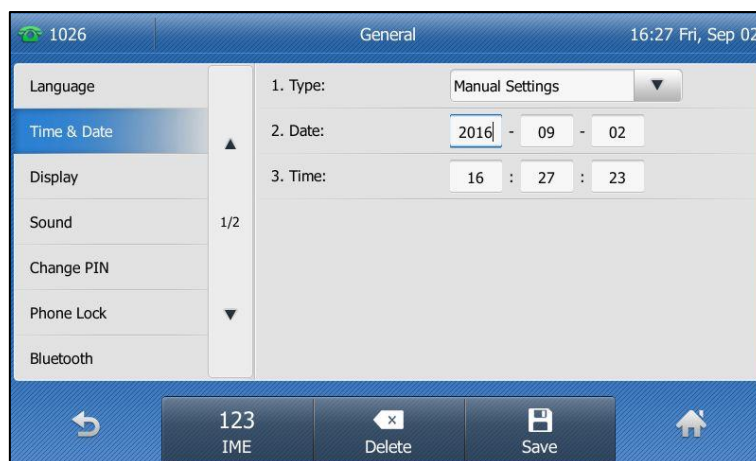 1026 General 16:27 Fri, Sep 02
Language
Time & Date
Display
Sound
Change PIN
Phone Lock
Bluetooth
1/2
1. Type: Manual Settings
2. Date: 2016 - 09 - 02
3. Time: 16 : 27 : 23
123 IME
Delete
Save